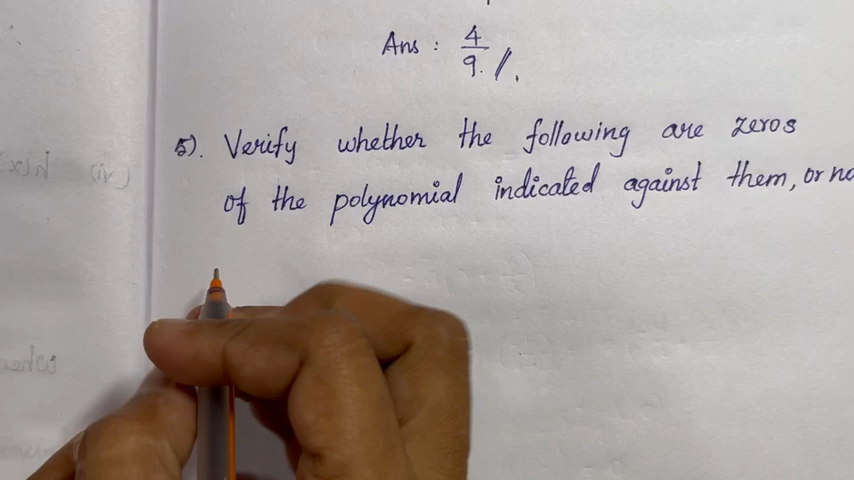 Ans : 4/9.//.
5). Verify whether the following are zeros
of the polynomial indicated against them, or no